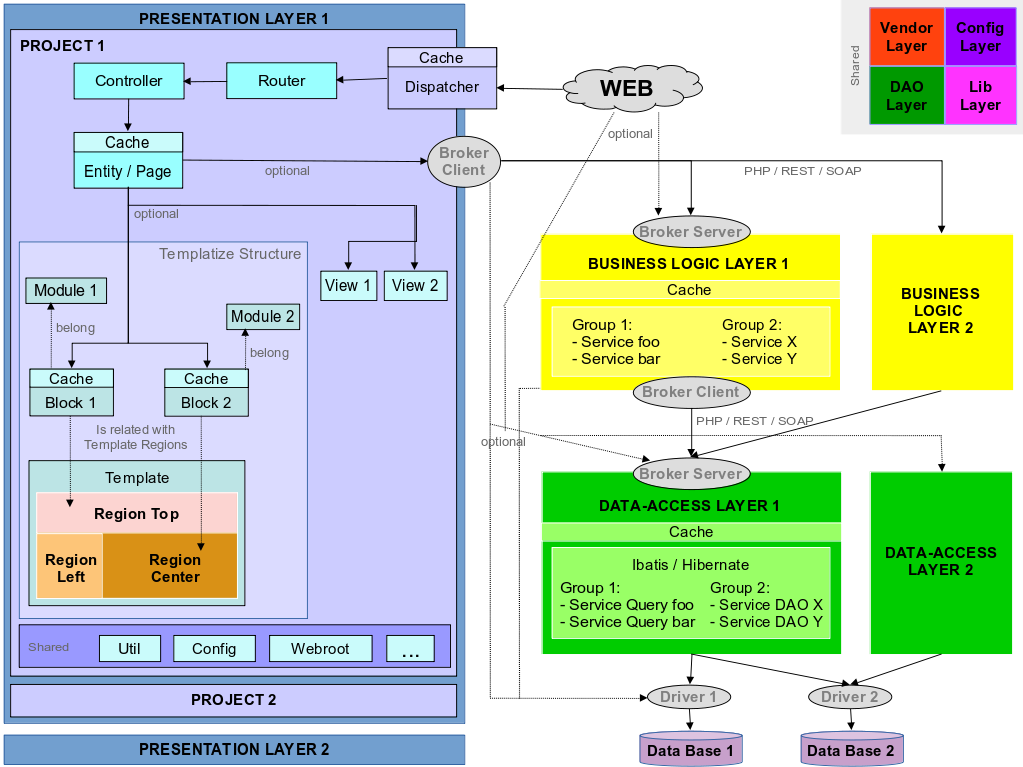 PRESENTATION LAYER 1
PROJECT 1
Controller
Router
Cache
Dispatcher
WEB
Shared
Vendor
Layer
Config
Layer
DAO
Layer
Lib
Layer
Cache
Entity / Page
optional
Broker
Client
optional
PHP / REST / SOAP
optional
Templatize Structure
View 1
View 2
Module 1
belong
Module 2
belong
Cache
Block 1
Cache
Block 2
Is related with
Template Regions
Template
Region Top
Region
Left
Region
Center
Shared
Util
Config
Webroot
...
PROJECT 2
PRESENTATION LAYER 2
Broker Server
BUSINESS LOGIC LAYER 1
Cache
Group 1:
- Service foo
- Service bar
Group 2:
- Service X
- Service Y
Broker Client
BUSINESS
LOGIC
LAYER 2
PHP / REST / SOAP
optional
Broker Server
DATA-ACCESS LAYER 1
Cache
Ibatis / Hibernate
Group 1:
- Service Query foo
- Service Query bar
Group 2:
- Service DAO X
- Service DAO Y
DATA-ACCESS
LAYER 2
Driver 1
Driver 2
Data Base 1
Data Base 2